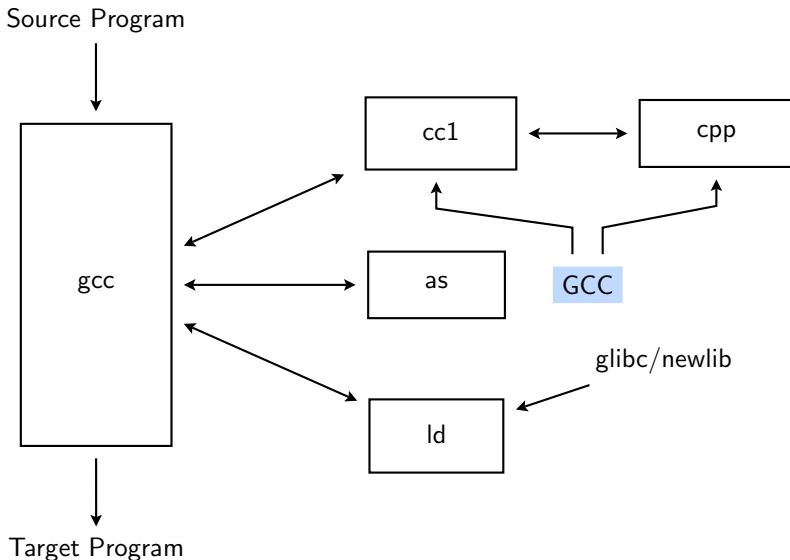 Source Program
cc1
cpp
gcc
as
GCC
glibc/newlib
ld
Target Program